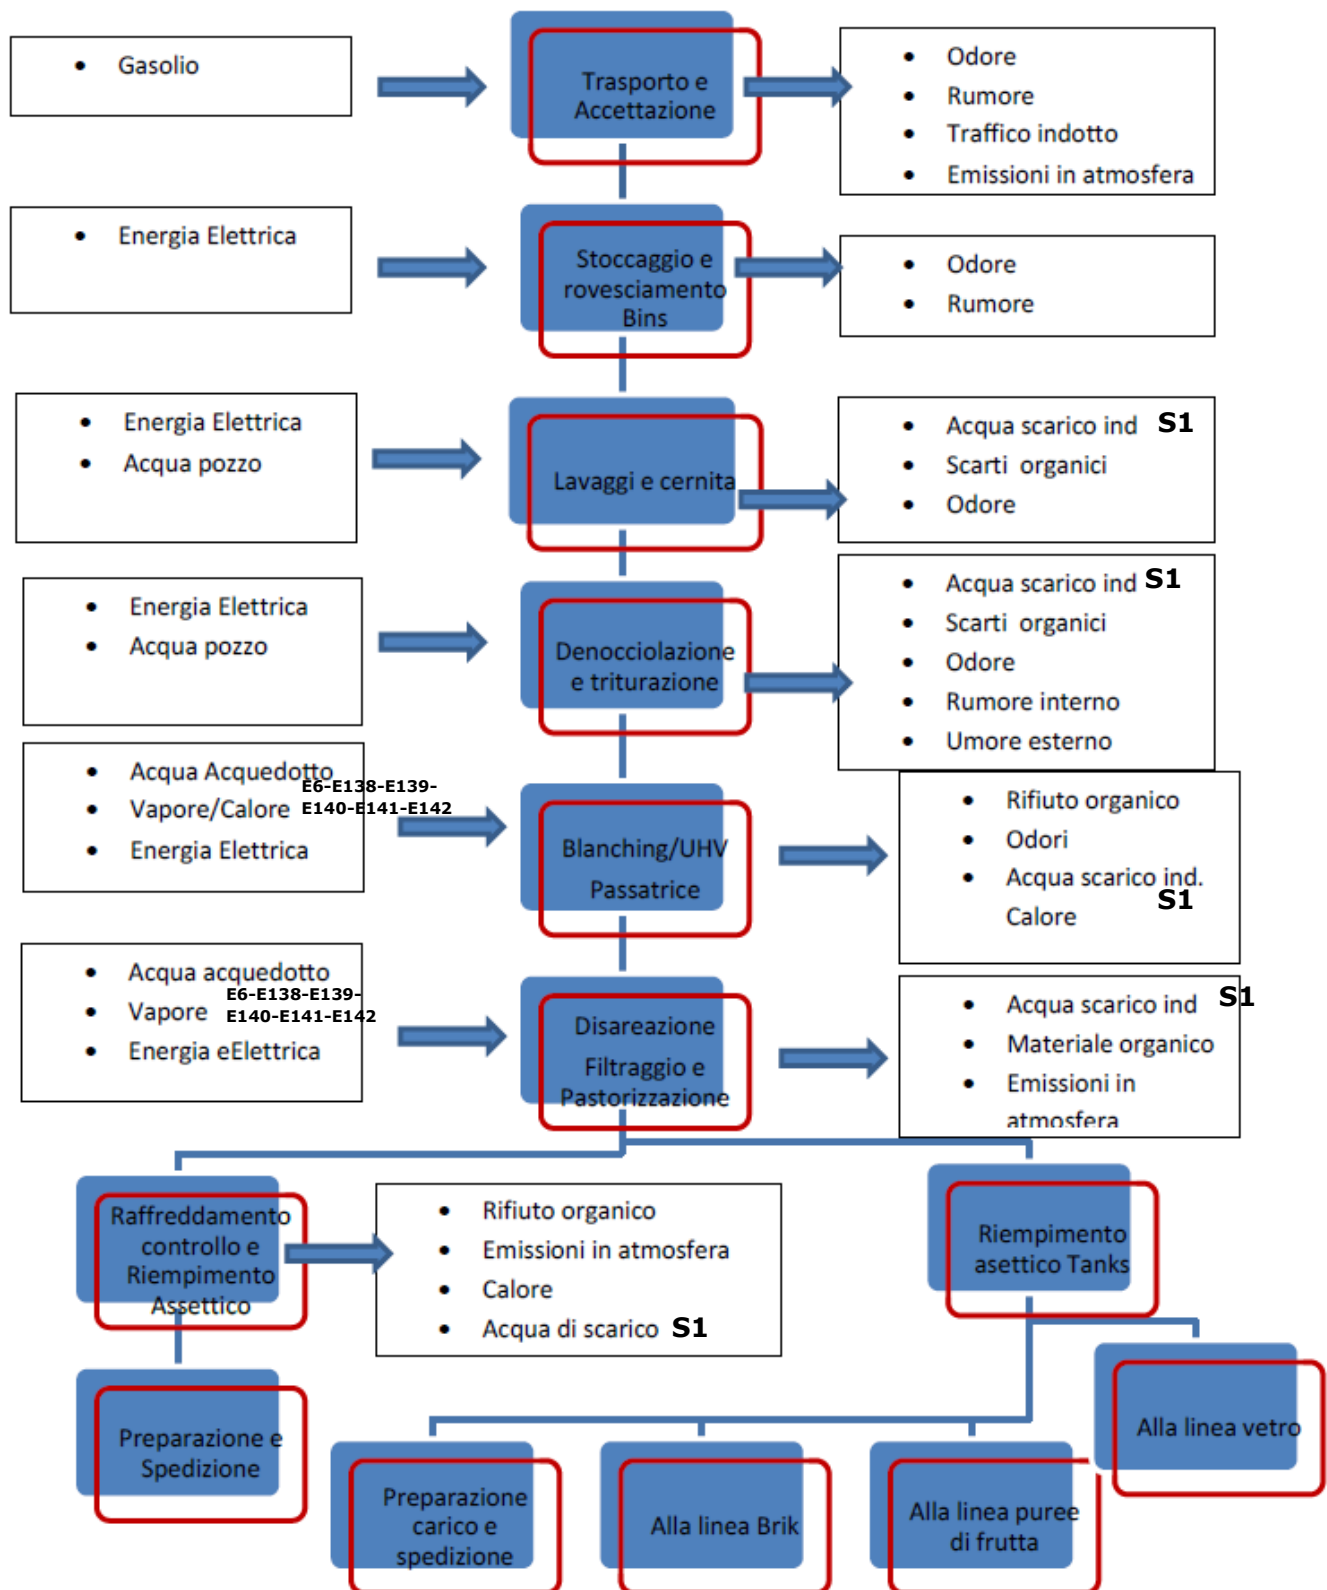 • Gasolio
Trasporto e
Accettazione
• Odore
• Rumore
• Traffico indotto
• Emissioni in atmosfera
• Energia Elettrica
Stoccaggio e
rovesciamento
Bins
• Odore
• Rumore
• Energia Elettrica
• Acqua pozzo
Lavaggi e cernita
• Acqua scarico ind S1
• Scarti organici
• Odore
• Energia Elettrica
• Acqua pozzo
Denocciolazione
e triturazione
• Acqua scarico ind S1
• Scarti organici
• Odore
• Rumore interno
• Umore esterno
• Acqua Acquedotto
• Vapore/Calore E6-E138-E139-
E140-E141-E142
• Energia Elettrica
Blanching/UHV
Passatrice
• Rifiuto organico
• Odori
• Acqua scarico ind.
S1
Calore
• Acqua acquedotto
• Vapore E6-E138-E139-
E140-E141-E142
• Energia eElettrica
Disareazione
Filtraggio e
Pastorizzazione
• Acqua scarico ind S1
• Materiale organico
• Emissioni in
atmosfera
Raffreddamento
controllo e
Riempimento
Assettico
• Rifiuto organico
• Emissioni in atmosfera
• Calore
• Acqua di scarico S1
Riempimento
asettico Tanks
Preparazione e
Spedizione
Alla linea vetro
Preparazione
carico e
spedizione
Alla linea Brik
Alla linea puree
di frutta